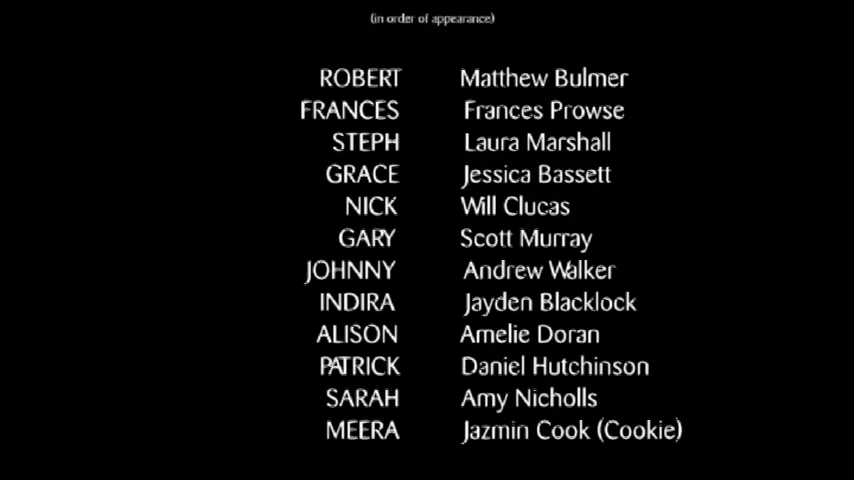 (in order of appearance)
ROBERT Matthew Bulmer
FRANCES Frances Prowse
STEPH Laura Marshall
GRACE Jessica Bassett
NICK Will Clucas
GARY Scott Murray
JOHNNY Andrew Walker
INDIRA Jayden Blacklock
ALISON Amelie Doran
PATRICK Daniel Hutchinson
SARAH Amy Nicholls
MEERA Jazmin Cook (Cookie)